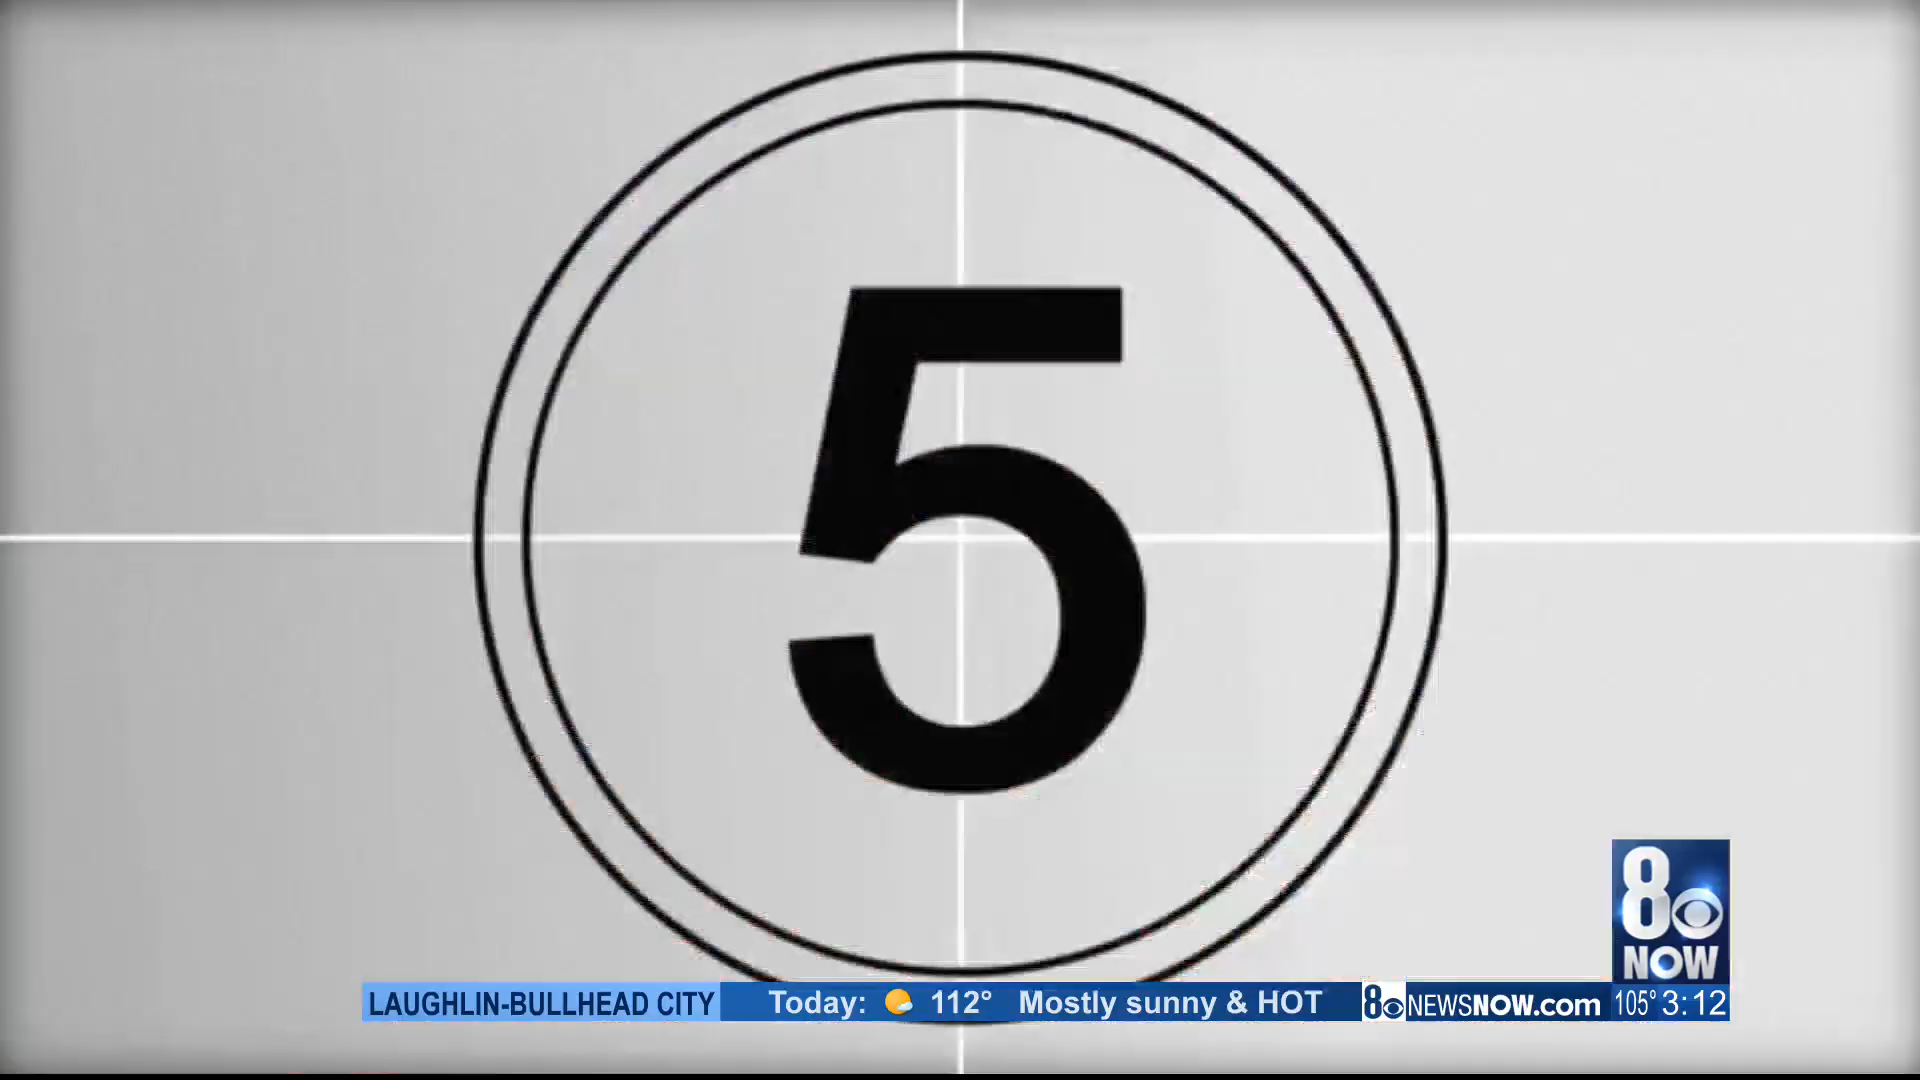 5
8
NOW
LAUGHLIN-BULLHEAD CITY Today: 112° Mostly sunny & HOT 8 NEWSNOW.com 105° 3:12